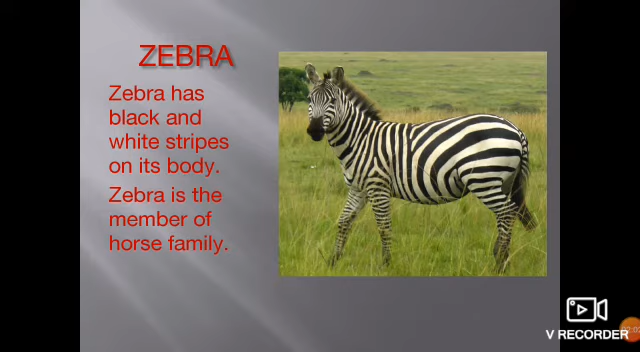 ZEBRA
Zebra has
black and
white stripes
on its body.
Zebra is the
member of
horse family.
V RECORDER